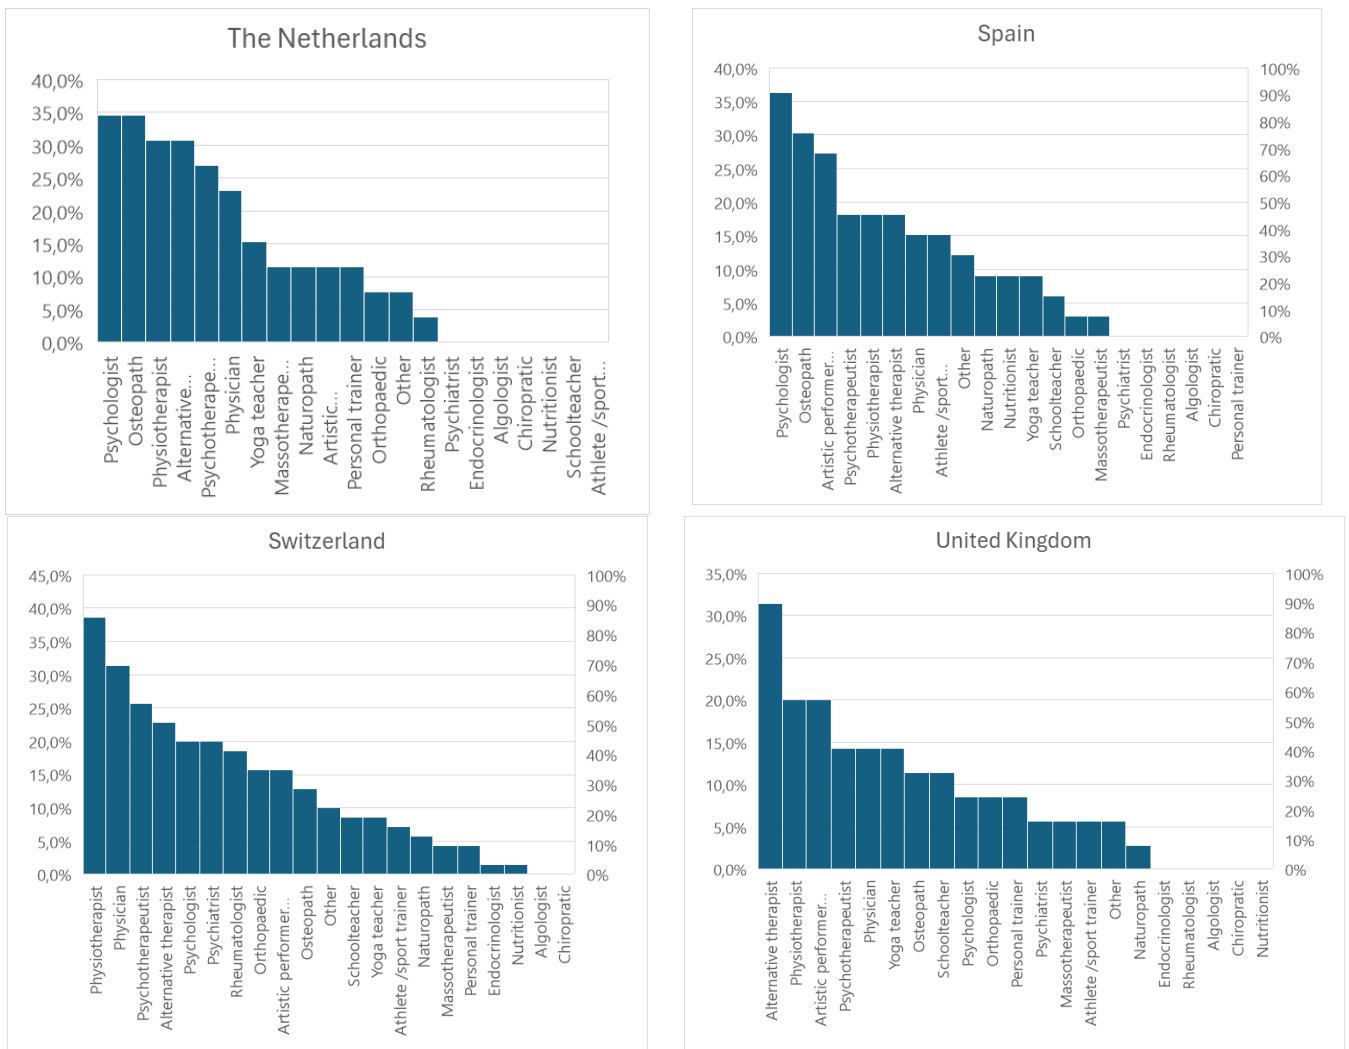 The Netherlands
40,0%
35,0%
30,0%
25,0%
20,0%
15,0%
10,0%
5,0%
0,0%
Psychologist
Osteopath
Physiotherapist
Alternative...
Psychotherape...
Physician
Yoga teacher
Massotherape...
Naturopath
Artistic...
Personal trainer
Orthopaedic
Other
Rheumatologist
Psychiatrist
Endocrinologist
Algologist
Chiropratic
Nutritionist
Schoolteacher
Athlete /sport...
Spain
40,0%
35,0%
30,0%
25,0%
20,0%
15,0%
10,0%
5,0%
0,0%
100%
90%
80%
70%
60%
50%
40%
30%
20%
10%
0%
Psychologist
Osteopath
Artistic performer...
Psychotherapeutist
Physiotherapist
Alternative therapist
Physician
Athlete /sport...
Other
Naturopath
Nutritionist
Yoga teacher
Schoolteacher
Orthopaedic
Massotherapeutist
Psychiatrist
Endocrinologist
Rheumatologist
Algologist
Chiropratic
Personal trainer
Switzerland
45,0%
40,0%
35,0%
30,0%
25,0%
20,0%
15,0%
10,0%
5,0%
0,0%
100%
90%
80%
70%
60%
50%
40%
30%
20%
10%
0%
Physiotherapist
Physician
Psychotherapeutist
Alternative therapist
Psychologist
Psychiatrist
Rheumatologist
Orthopaedic
Artistic performer...
Osteopath
Other
Schoolteacher
Yoga teacher
Athlete /sport trainer
Naturopath
Massotherapeutist
Personal trainer
Endocrinologist
Nutritionist
Algologist
Chiropratic
United Kingdom
35,0%
30,0%
25,0%
20,0%
15,0%
10,0%
5,0%
0,0%
100%
90%
80%
70%
60%
50%
40%
30%
20%
10%
0%
Alternative therapist
Physiotherapist
Artistic performer...
Psychotherapeutist
Physician
Yoga teacher
Osteopath
Schoolteacher
Psychologist
Orthopaedic
Personal trainer
Psychiatrist
Massotherapeutist
Athlete /sport trainer
Other
Naturopath
Endocrinologist
Rheumatologist
Algologist
Chiropratic
Nutritionist